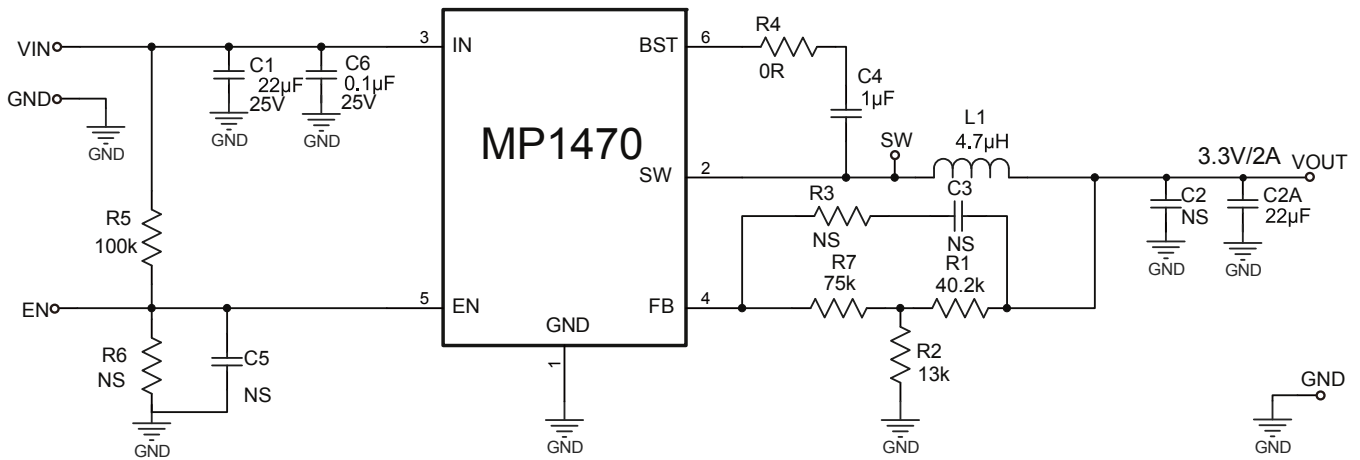 VIN
GND
GND
C1
22µF
25V
GND
C6
0.1µF
25V
GND
R5
100k
EN
R6
NS
C5
NS
GND
3
IN
5
EN
MP1470
BST
6
SW
2
FB
4
GND
1
GND
R4
0R
C4
1µF
SW
L1
4.7µH
R3
NS
C3
NS
R7
75k
R1
40.2k
R2
13k
GND
3.3V/2A
VOUT
C2
NS
GND
C2A
22µF
GND
GND
GND